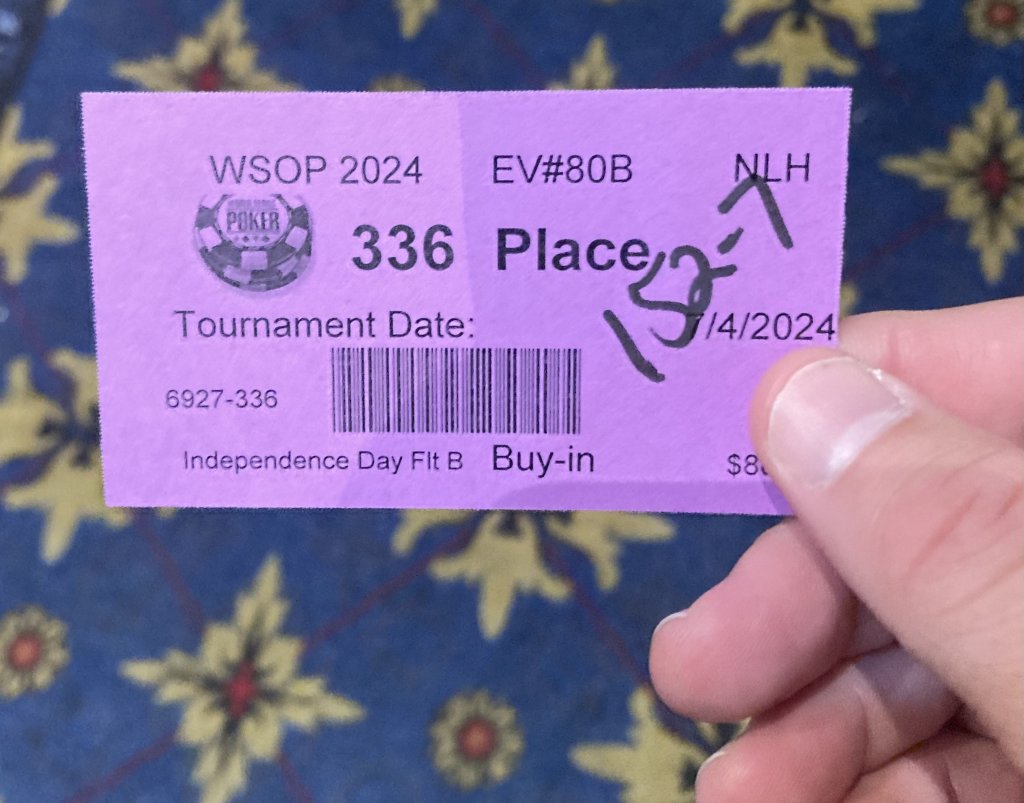 WSOP 2024 EV#80B NLH
POKER
336 Place
152-7
Tournament Date: 7/4/2024
6927-336
Independence Day Flt B Buy-in